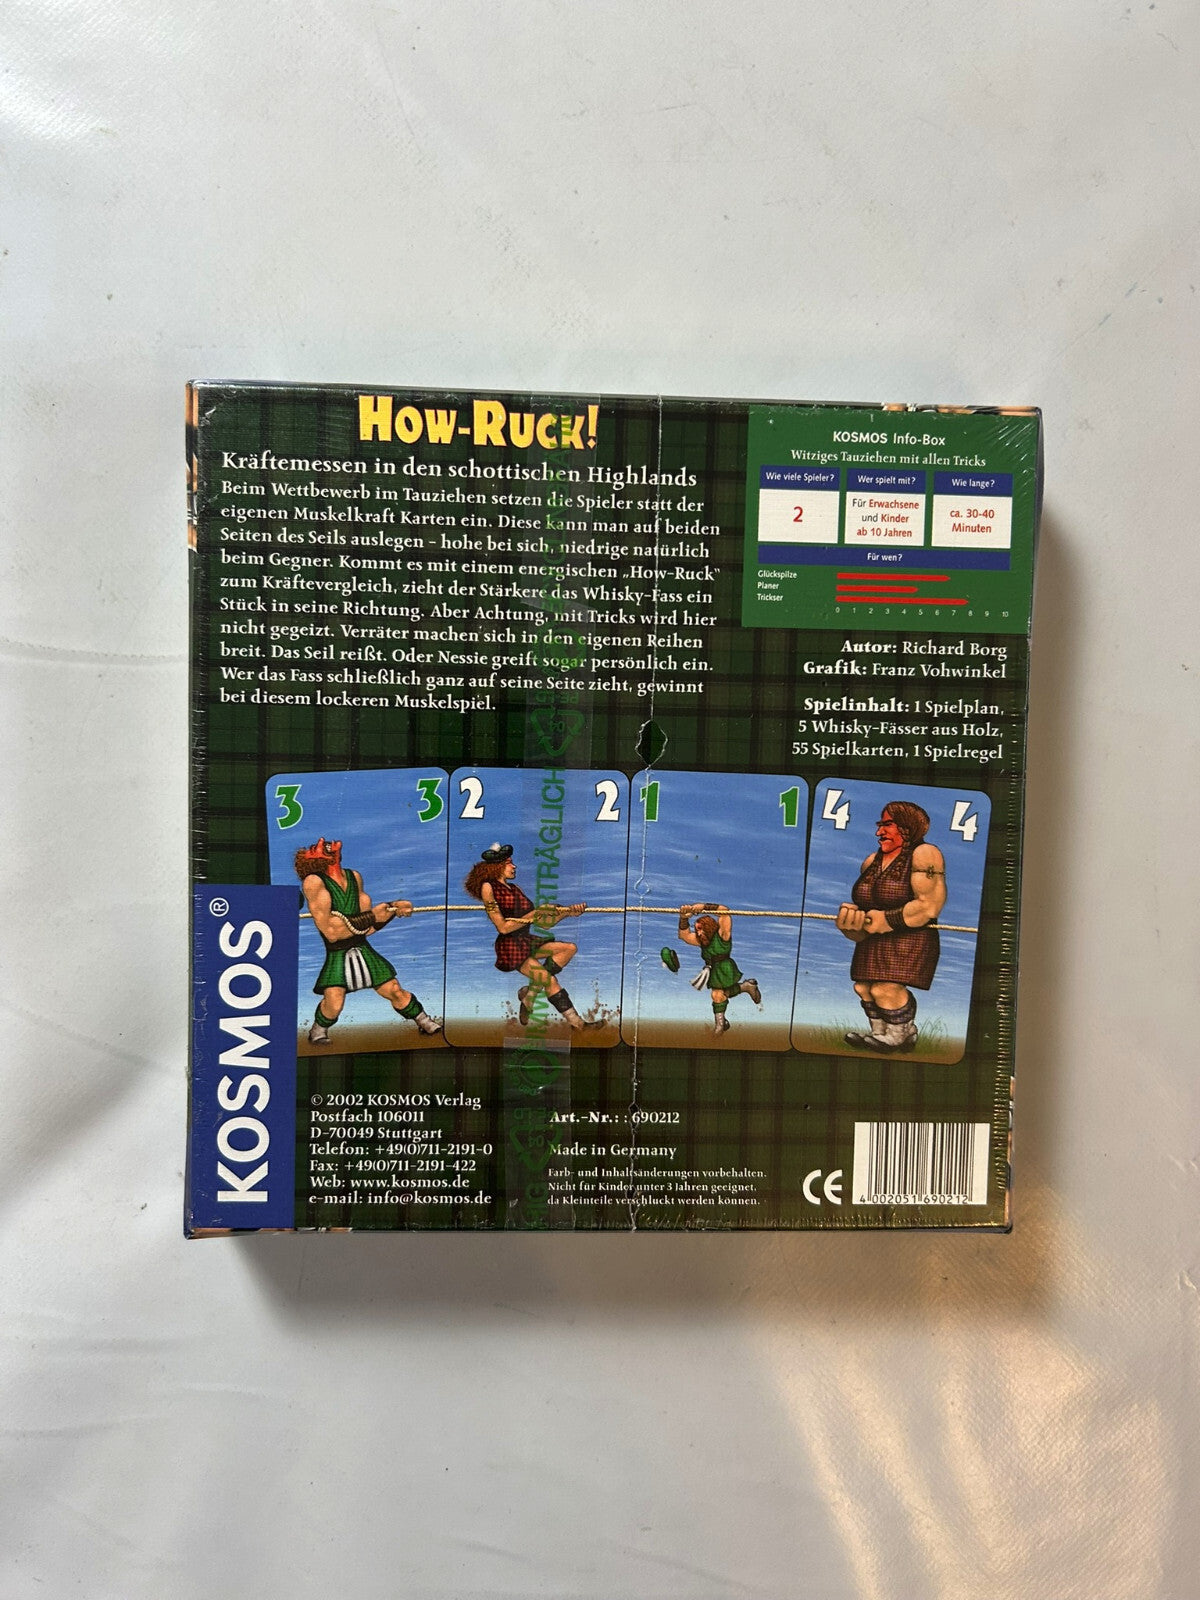 How-Ruck!
Kräftemessen in den schottischen Highlands
Beim Wettbewerb im Tauziehen setzen die Spieler statt der
eigenen Muskelkraft Karten ein. Diese kann man auf beiden
Seiten des Seils auslegen - hohe bei sich, niedrige natürlich
beim Gegner. Kommt es mit einem energischen „How-Ruck“
zum Kräftevergleich, zieht der Stärkere das Whisky-Fass ein
Stück in seine Richtung. Aber Achtung, mit Tricks wird hier
nicht gegeizt. Verräter machen sich in den eigenen Reihen
breit. Das Seil reißt. Oder Nessie greift sogar persönlich ein.
Wer das Fass schließlich ganz auf seine Seite zieht, gewinnt
bei diesem lockeren Muskelspiel.
KOSMOS Info-Box
Witziges Tauziehen mit allen Tricks
Wie viele Spieler?
2
Wer spielt mit?
Für Erwachsene
und Kinder
ab 10 Jahren
Wie lange?
ca. 30-40
Minuten
Für wen?
Glückspilze
Planer
Trickser
0 1 2 3 4 5 6 7 8 9 10
Autor: Richard Borg
Grafik: Franz Vohwinkel
Spielinhalt: 1 Spielplan,
5 Whisky-Fässer aus Holz,
55 Spielkarten, 1 Spielregel
3 3 2 2 1 1 4 4
UMWELTVERTRÄGLICH
KOSMOS®
© 2002 KOSMOS Verlag
Postfach 106011
D-70049 Stuttgart
Telefon: +49(0)711-2191-0
Fax: +49(0)711-2191-422
Web: www.kosmos.de
e-mail: info@kosmos.de
Art.-Nr.: : 690212
Made in Germany
Farb- und Inhaltsänderungen vorbehalten.
Nicht für Kinder unter 3 Jahren geeignet,
da Kleinteile verschluckt werden können.
CE
4 002051 690212